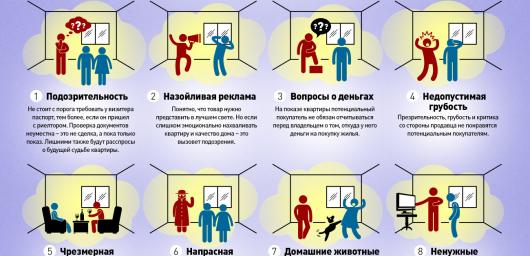 ???
???
1 Подозрительность
Не стоит с порога требовать у визитера
паспорт, тем более, если он пришел
с риелтором. Проверка документов
неуместна – это не сделка, а пока только
показ. Лишними также будут расспросы
о будущей судьбе квартиры.
2 Назойливая реклама
Понятно, что товар нужно
представить в лучшем свете. Но если
слишком эмоционально нахваливать
квартиру и качество дома – это
вызовет подозрения.
3 Вопросы о деньгах
На показе квартиры потенциальный
покупатель не обязан отчитываться
перед владельцем о том, откуда у него
деньги на покупку жилья.
4 Недопустимая
грубость
Презрительность, грубость и критика
со стороны продавца не понравятся
потенциальным покупателям.
5 Чрезмерная
6 Напрасная
7 Домашние животные
8 Ненужные